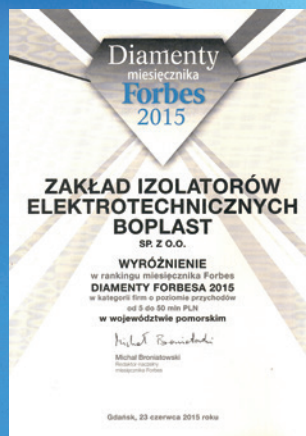 Diamenty
miesięcznika
Forbes
2015
ZAKŁAD IZOLATORÓW
ELEKTROTECHNICZNYCH
BOPLAST
SP. Z O.O.
WYRÓŻNIENIE
w rankingu miesięcznika Forbes
DIAMENTY FORBESA 2015
w kategorii firm o poziomie przychodów
od 5 do 50 mln PLN
w województwie pomorskim
Michał Broniatowski
Michał Broniatowski
Redaktor naczelny
miesięcznika Forbes
Gdańsk, 23 czerwca 2015 roku